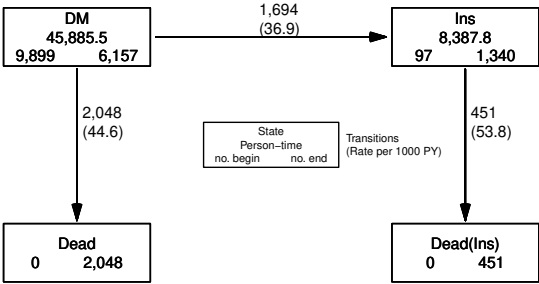 DM
45,885.5
9,899 6,157
1,694
(36.9)
Ins
8,387.8
97 1,340
2,048
(44.6)
State
Person−time
no. begin no. end
Transitions
(Rate per 1000 PY)
451
(53.8)
Dead
0 2,048
Dead(Ins)
0 451